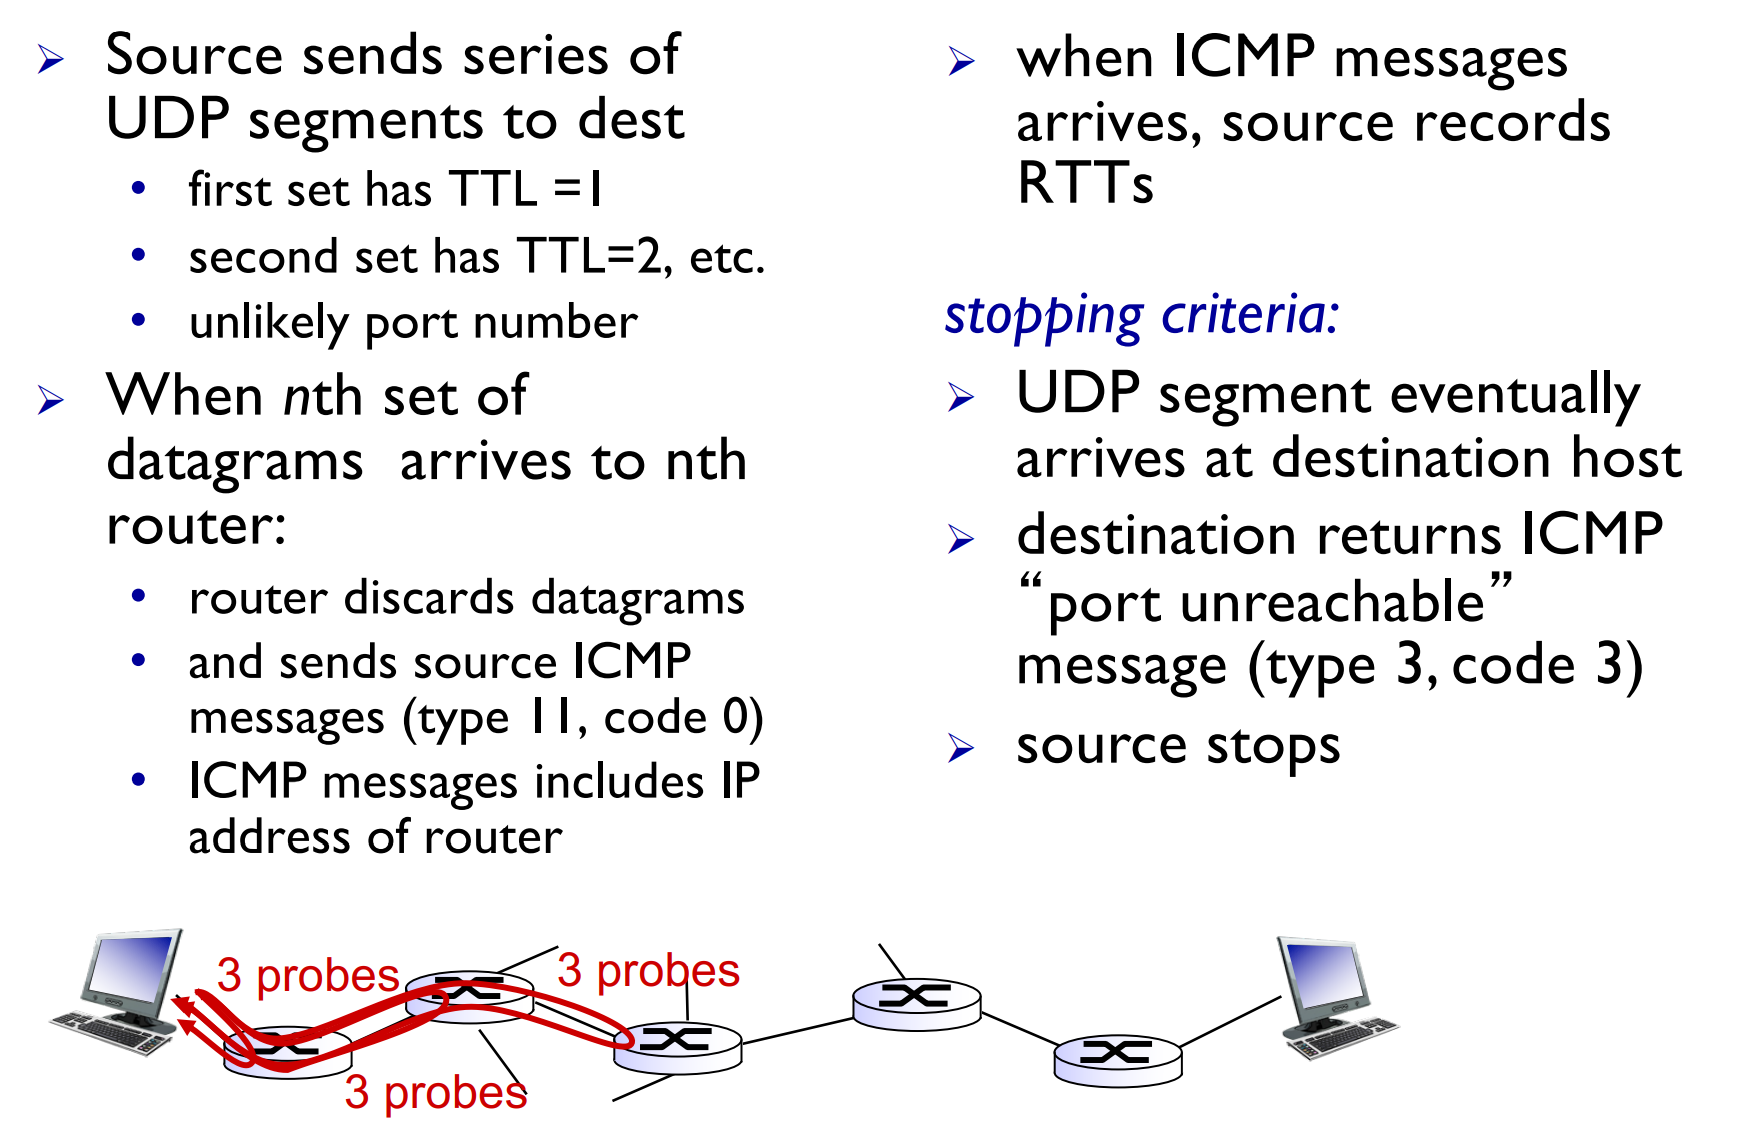 ➢ Source sends series of
UDP segments to dest
• first set has TTL =1
• second set has TTL=2, etc.
• unlikely port number
➢ When nth set of
datagrams  arrives to nth
router:
• router discards datagrams
• and sends source ICMP
messages (type 11, code 0)
• ICMP messages includes IP
address of router
➢ when ICMP messages
arrives, source records
RTTs
stopping criteria:
➢ UDP segment eventually
arrives at destination host
➢ destination returns ICMP
“port unreachable”
message (type 3, code 3)
➢ source stops
3 probes
3 probes
3 probes